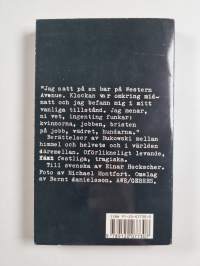 "Jag satt på en bar på Western
Avenue. Klockan var omkring mid-
natt och jag befann mig i mitt
vanliga tillstånd. Jag menar,
ni vet, ingenting funkar:
kvinnorna, jobben, bristen
på jobb, vädret, hundarna."
Berättelser av Bukowski mellan
himmel och helvete och i världen
däremellan. Oförlikneligt levande,
festliga, tragiska.
Till svenska av Einar Heckscher.
Foto av Michael Montfort. Omslag
av Bernt Danielsson. AWE/GEBERS.